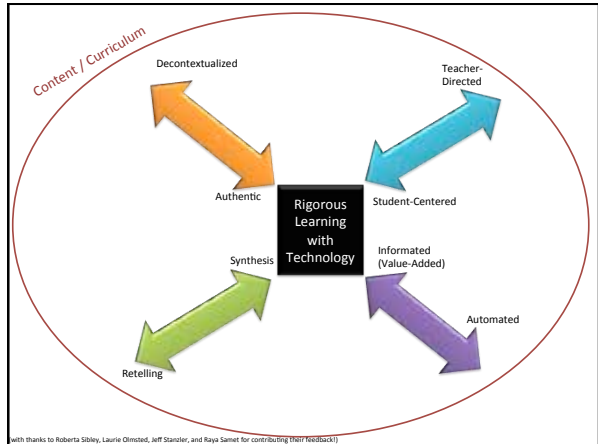 Content / Curriculum
Decontextualized
Teacher-
Directed
Authentic
Rigorous
Learning
with
Technology
Student-Centered
Synthesis
Informated
(Value-Added)
Automated
Retelling
(with thanks to Roberta Sibley, Laurie Olmsted, Jeff Stanzler, and Raya Samet for contributing their feedback!)